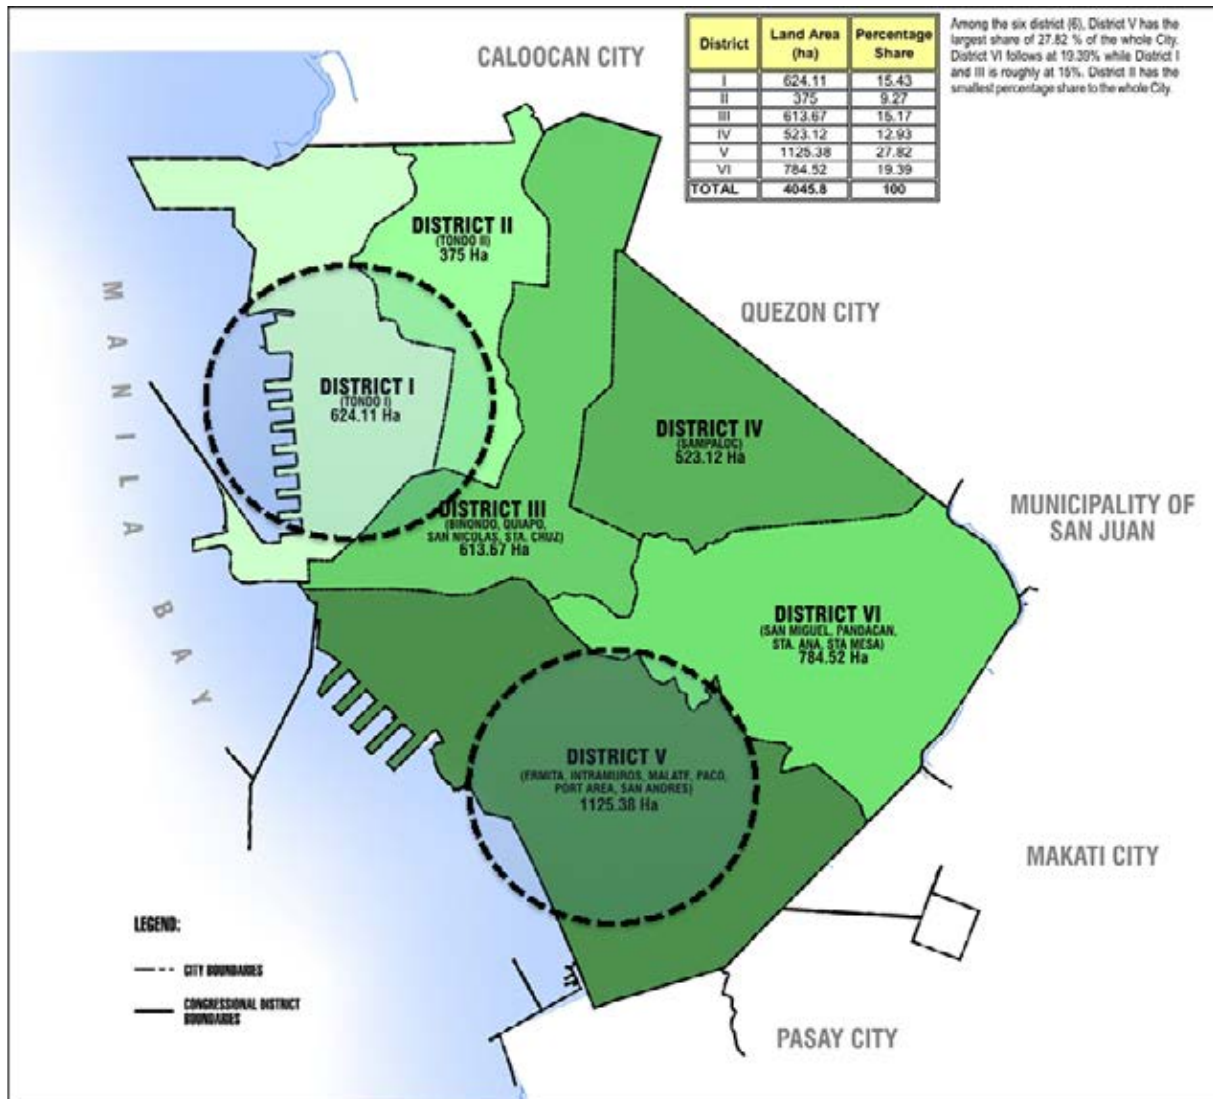 CALOOCAN CITY
District Land Area (ha) Percentage Share
I 624.11 15.43
II 375 9.27
III 613.67 15.17
IV 523.12 12.93
V 1125.38 27.82
VI 784.52 19.39
TOTAL 4045.8 100
Among the six district (6), District V has the
largest share of 27.82 % of the whole City.
District VI follows at 19.39% while District I
and III is roughly at 15%. District II has the
smallest percentage share to the whole City.
DISTRICT II
(TONDO II)
375 Ha
MANILA BAY
QUEZON CITY
DISTRICT I
(TONDO I)
624.11 Ha
DISTRICT IV
(SAMPALOC)
523.12 Ha
DISTRICT III
(BINONDO, QUIAPO,
SAN NICOLAS, STA. CRUZ)
613.67 Ha
MUNICIPALITY OF
SAN JUAN
DISTRICT VI
(SAN MIGUEL, PANDACAN,
STA. ANA, STA MESA)
784.52 Ha
DISTRICT V
(ERMITA, INTRAMUROS, MALATE, PACO,
PORT AREA, SAN ANDRES)
1125.38 Ha
MAKATI CITY
LEGEND:
CITY BOUNDARIES
CONGRESSIONAL DISTRICT
BOUNDARIES
PASAY CITY